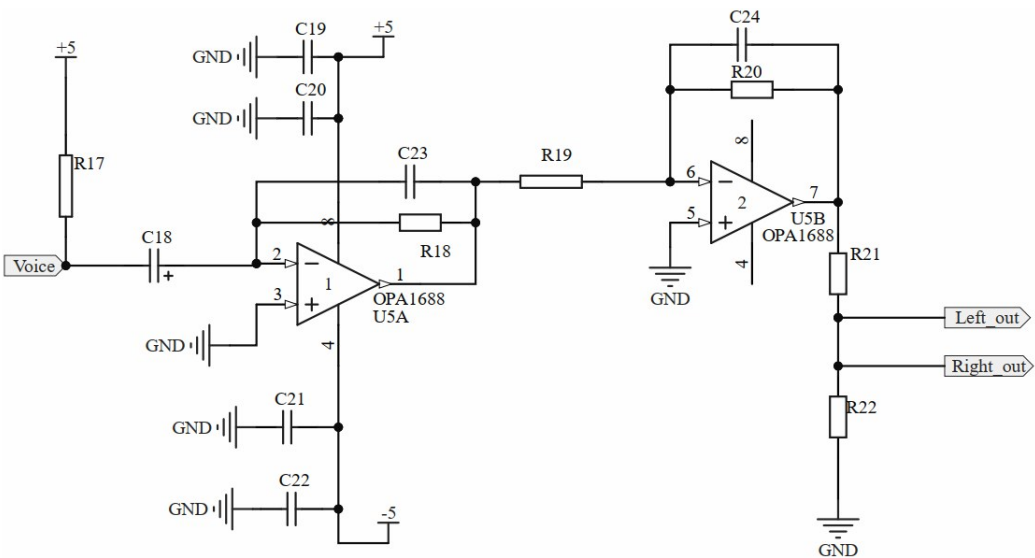 +5
R17
Voice
C18
GND
C19
+5
GND
C20
C23
8
R18
2
1
1
3
OPA1688
U5A
GND
4
GND
C21
GND
C22
-5
R19
C24
R20
8
6
2
7
5
U5B
OPA1688
4
GND
R21
Left_out
Right_out
R22
GND